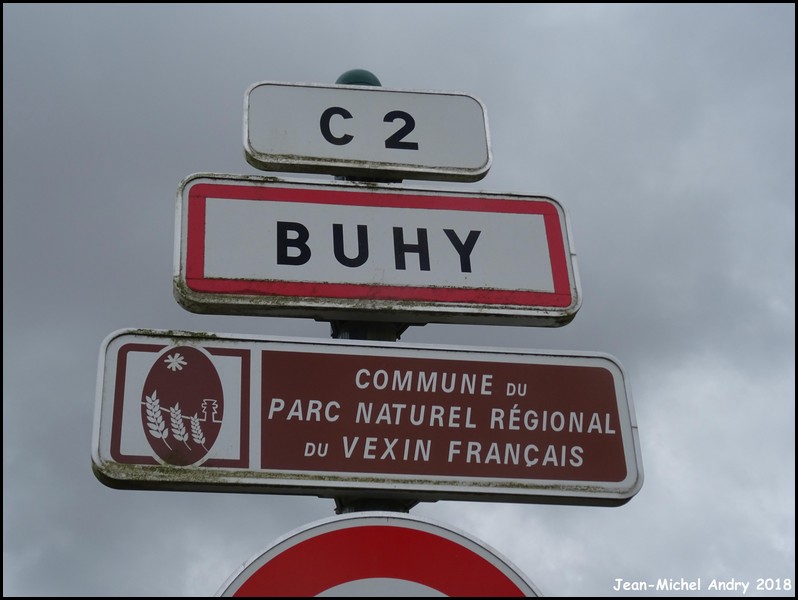 C 2
BUHY
COMMUNE DU
PARC NATUREL RÉGIONAL
DU VEXIN FRANÇAIS
Jean-Michel Andry 2018